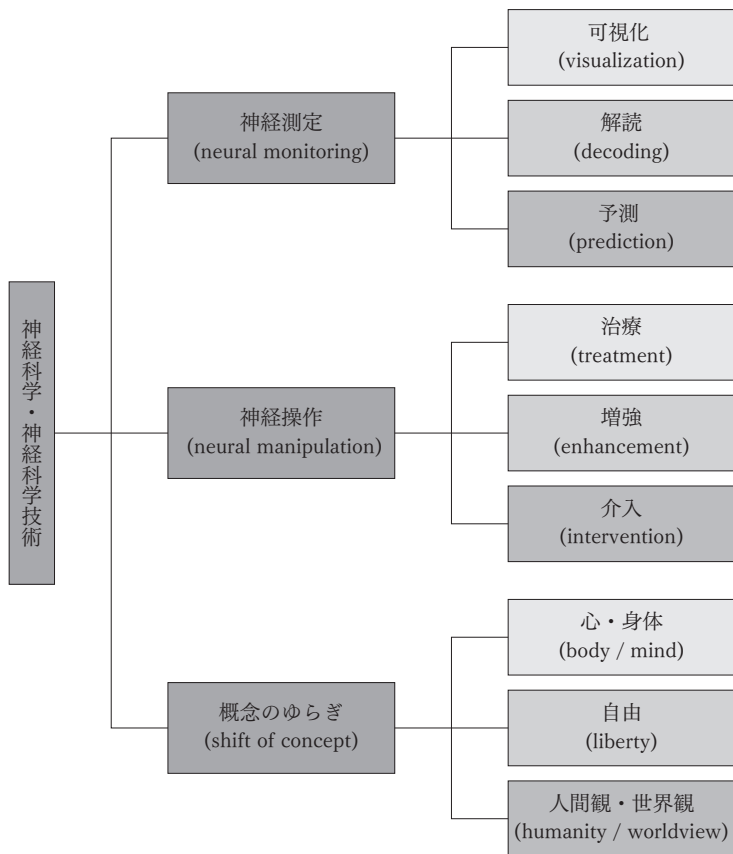 神経科学・神経科学技術
神経測定
(neural monitoring)
可視化
(visualization)
解読
(decoding)
予測
(prediction)
神経操作
(neural manipulation)
治療
(treatment)
増強
(enhancement)
介入
(intervention)
概念のゆらぎ
(shift of concept)
心・身体
(body / mind)
自由
(liberty)
人間観・世界観
(humanity / worldview)